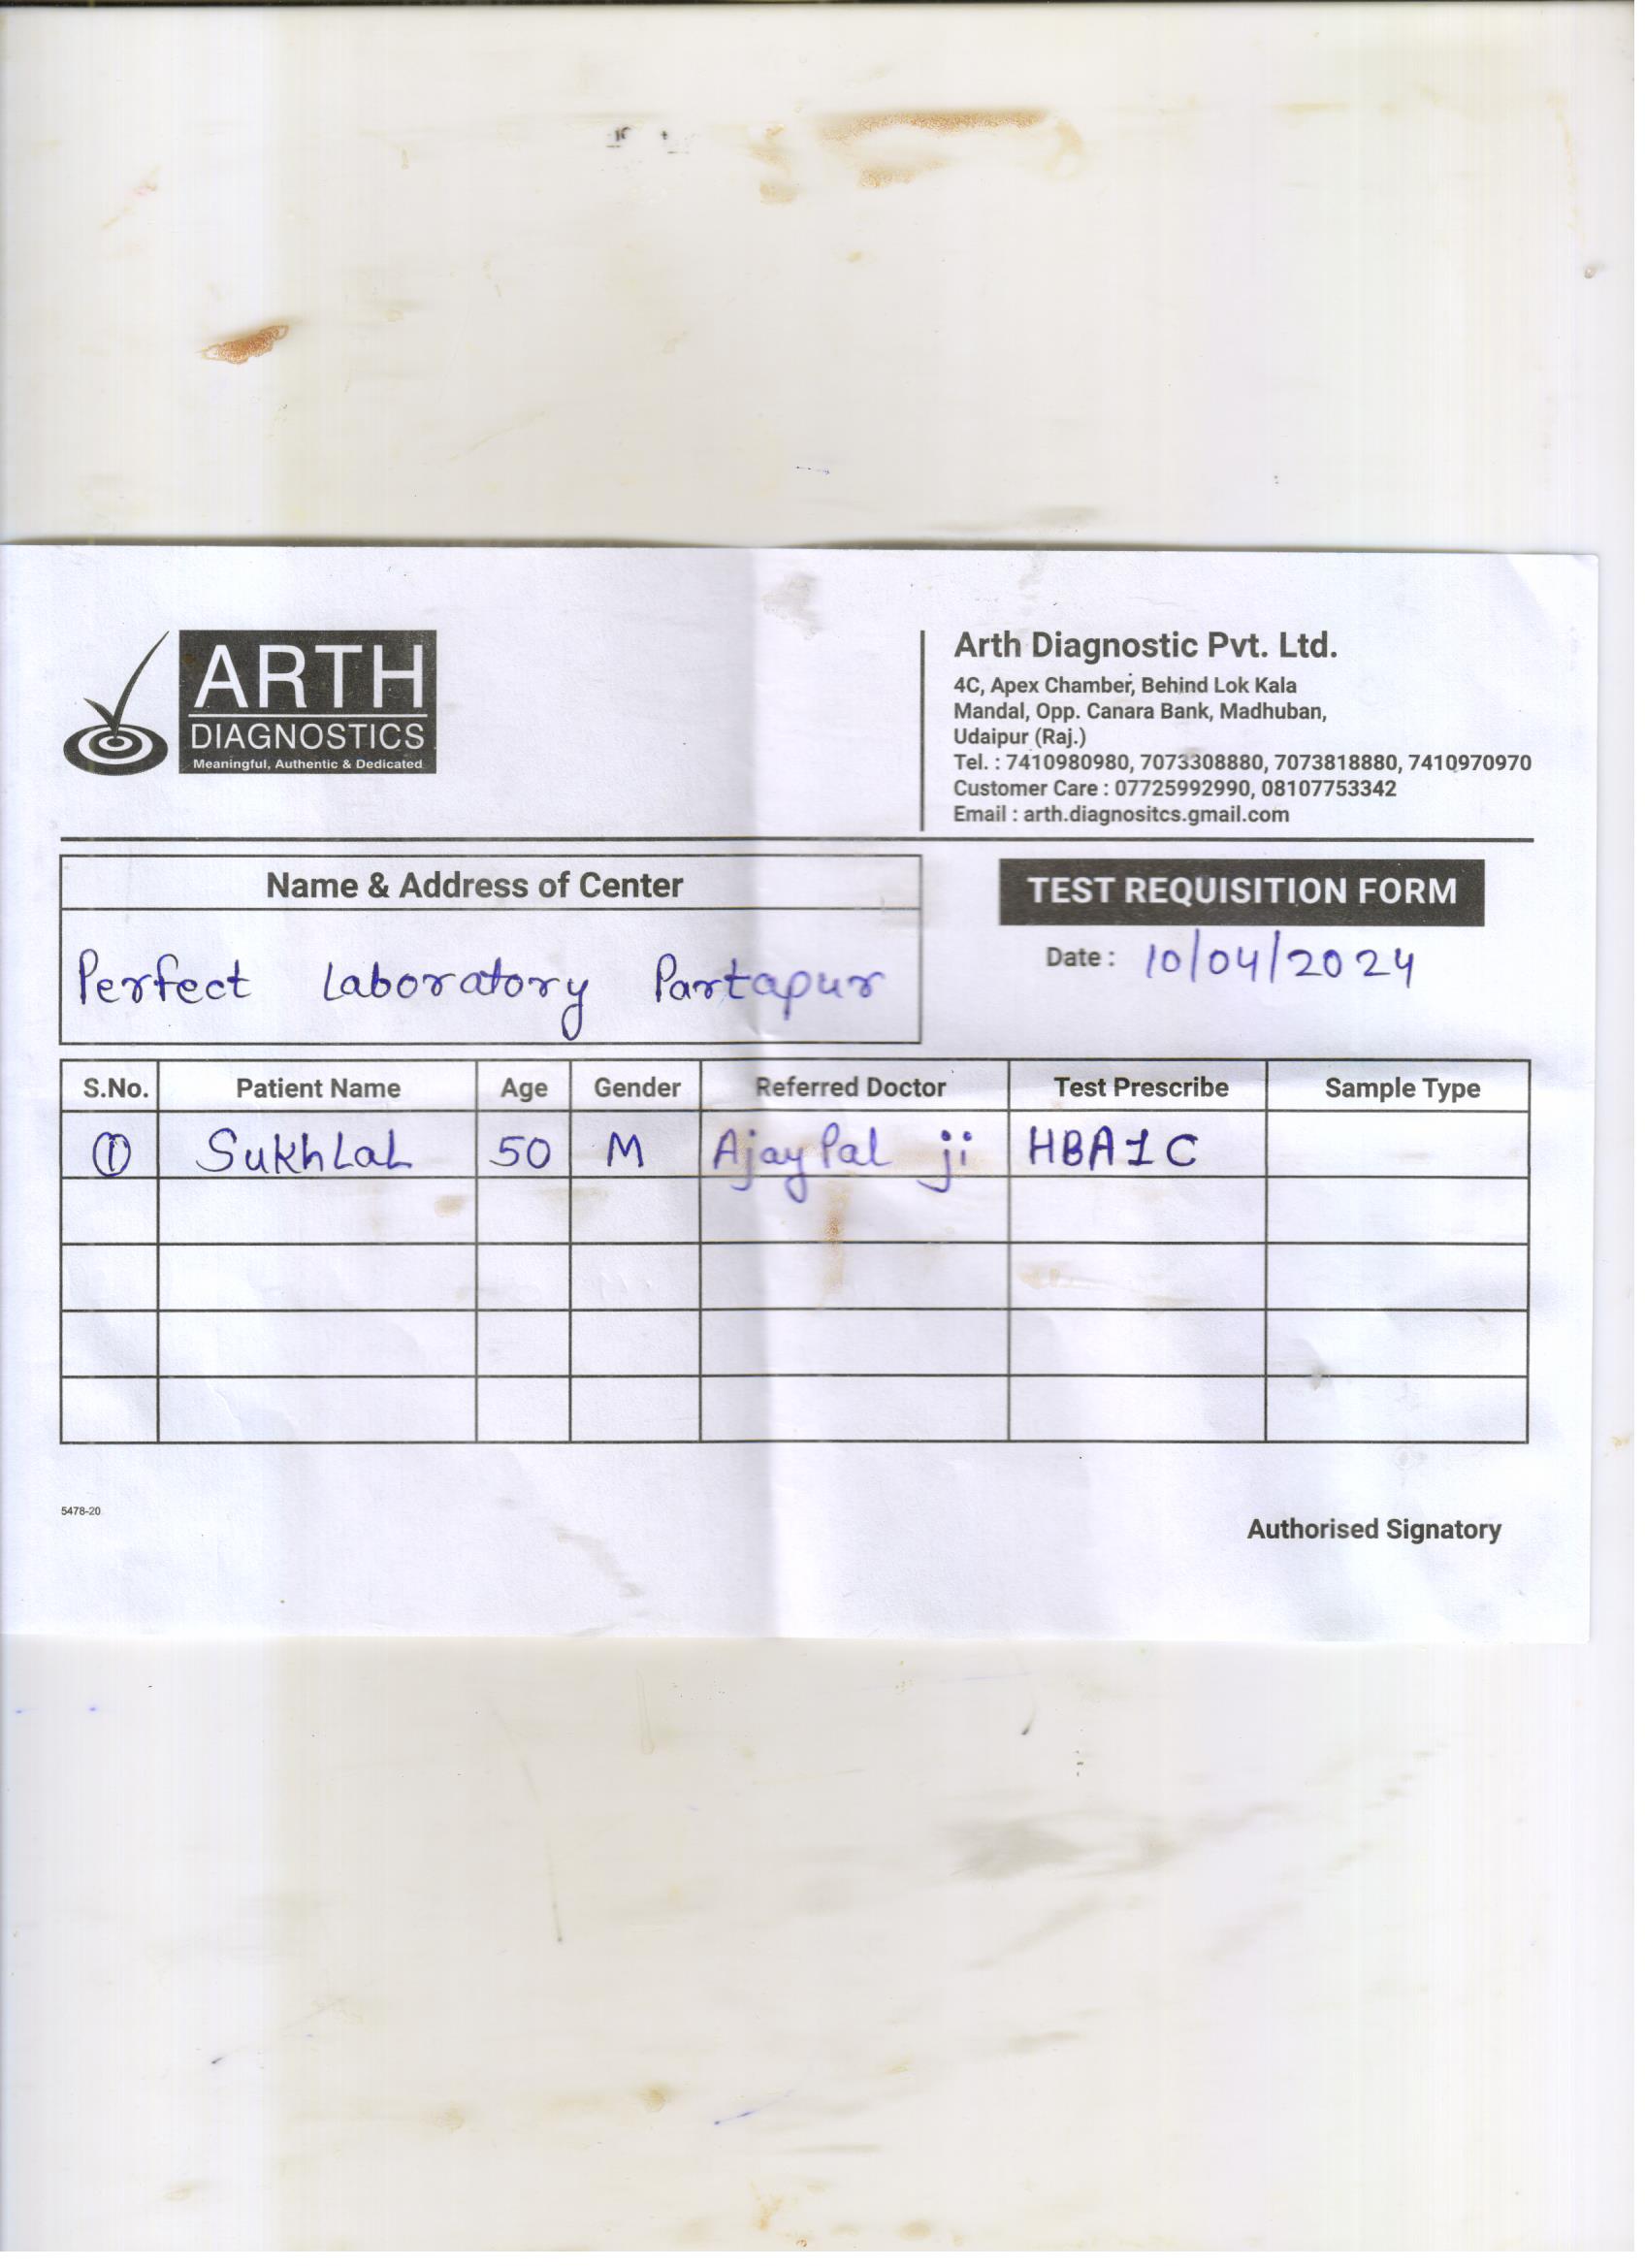 ARTH
DIAGNOSTICS
Meaningful, Authentic & Dedicated
Arth Diagnostic Pvt. Ltd.
4C, Apex Chamber, Behind Lok Kala
Mandal, Opp. Canara Bank, Madhuban,
Udaipur (Raj.)
Tel. : 7410980980, 7073308880, 7073818880, 7410970970
Customer Care : 07725992990, 08107753342
Email : arth.diagnositcs.gmail.com
Name & Address of Center
Perfect Laboratory Partapur
TEST REQUISITION FORM
Date : 10/04/2024
S.No. Patient Name Age Gender Referred Doctor Test Prescribe Sample Type
1 SukhLaL 50 M Ajay Pal ji HBA1C
5478-20
Authorised Signatory